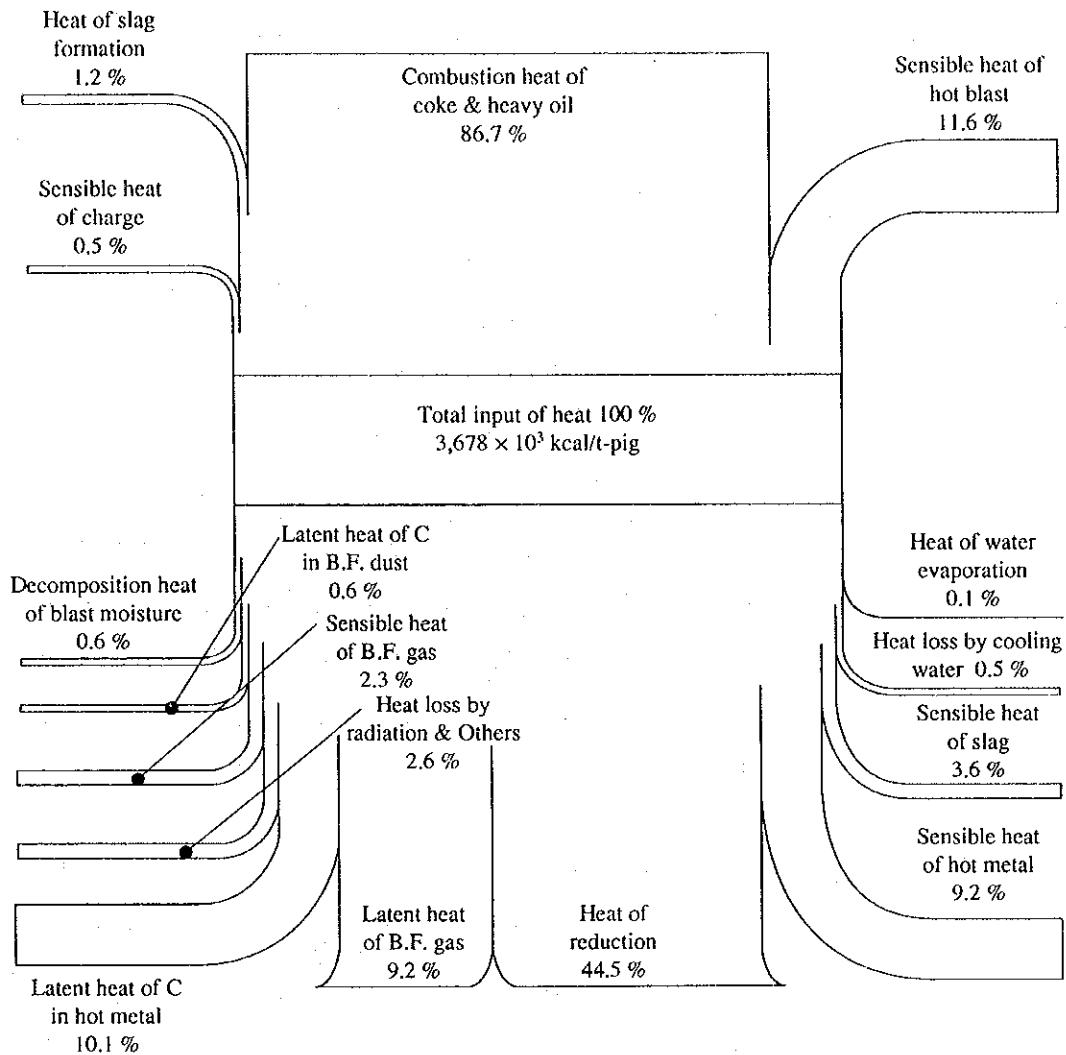 Heat of slag
formation
1.2 %
Combustion heat of
coke & heavy oil
86.7 %
Sensible heat of
hot blast
11.6 %
Sensible heat
of charge
0.5 %
Total input of heat 100 %
3,678 × 10³ kcal/t-pig
Latent heat of C
in B.F. dust
0.6 %
Decomposition heat
of blast moisture
0.6 %
Sensible heat
of B.F. gas
2.3 %
Heat loss by
radiation & Others
2.6 %
Heat of water
evaporation
0.1 %
Heat loss by cooling
water 0.5 %
Sensible heat
of slag
3.6 %
Sensible heat
of hot metal
9.2 %
Latent heat
of B.F. gas
9.2 %
Heat of
reduction
44.5 %
Latent heat of C
in hot metal
10.1 %